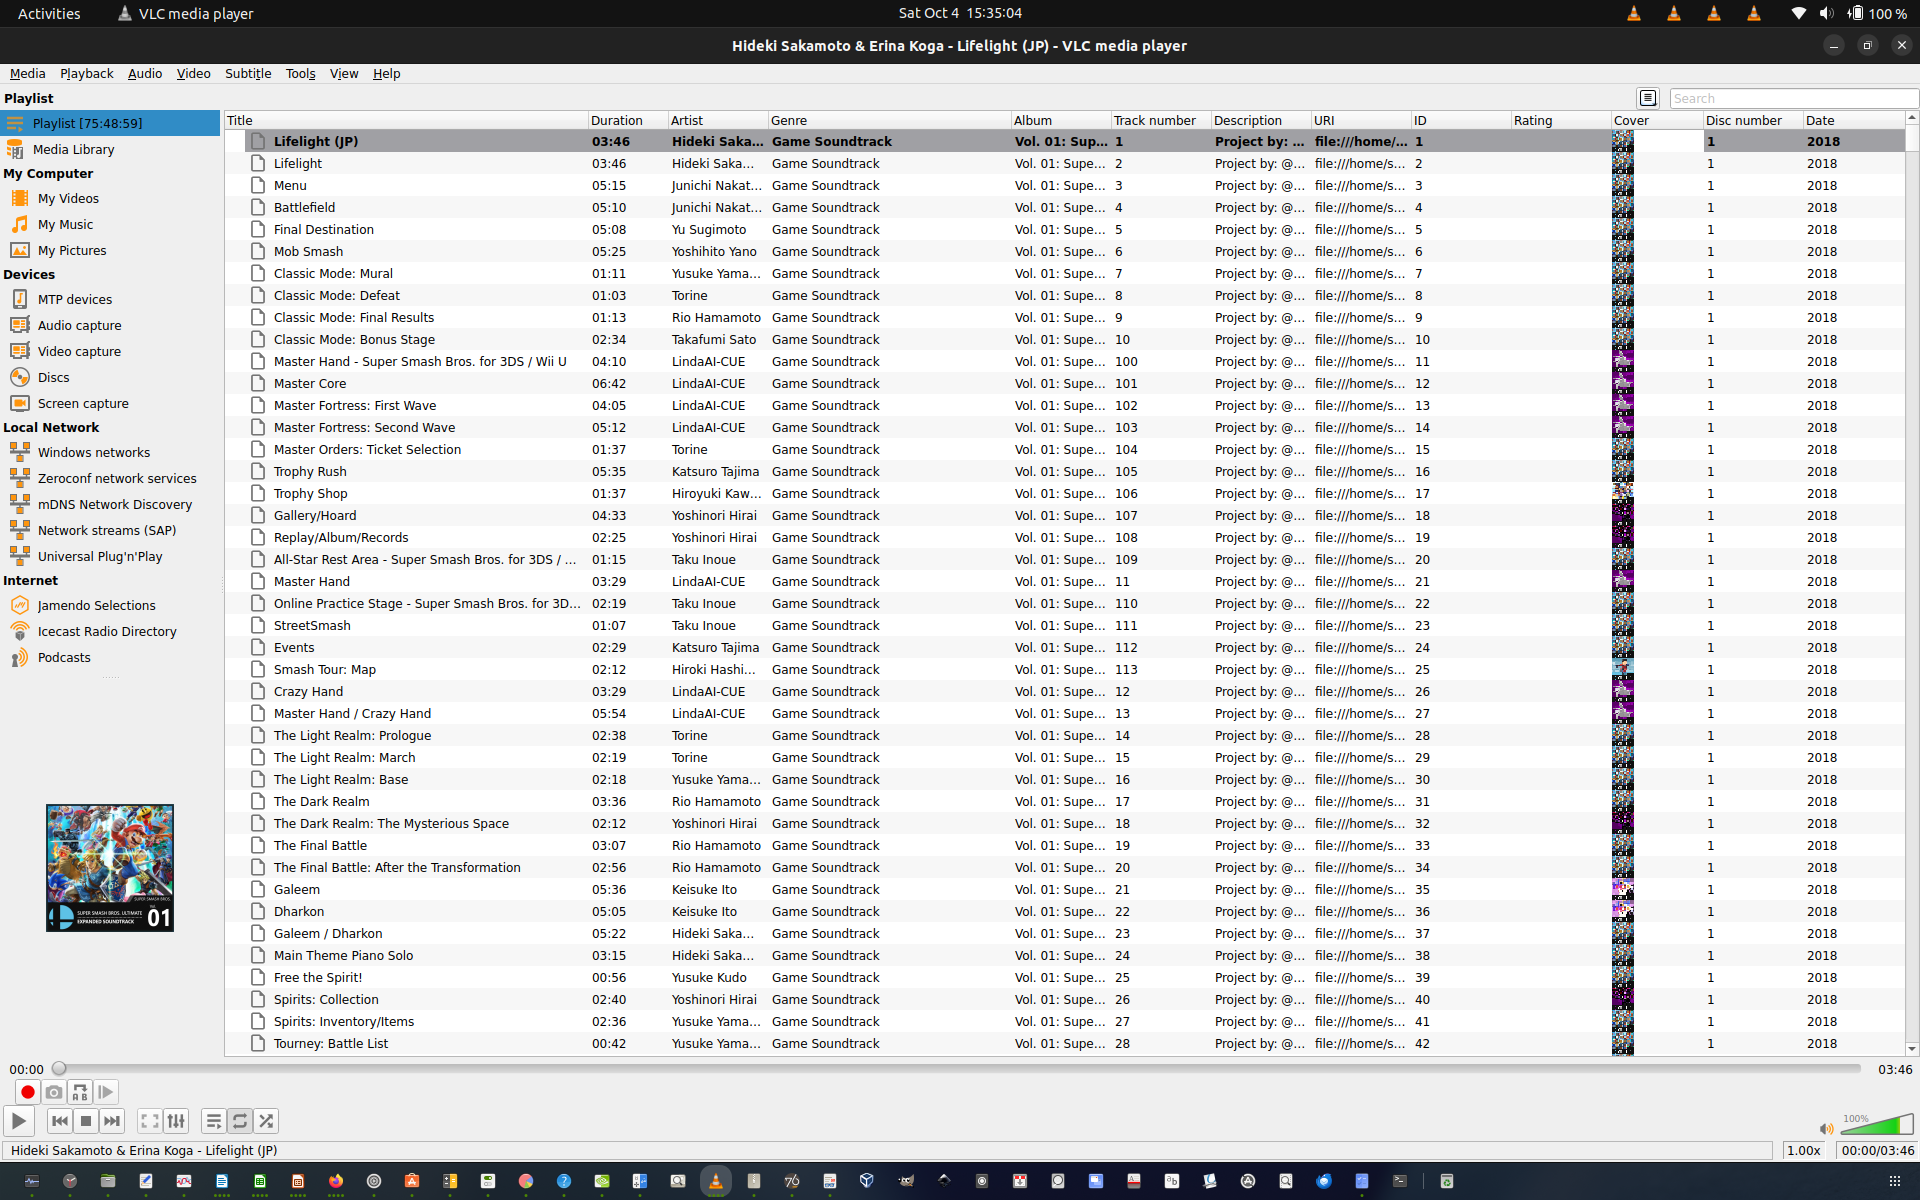 Activities VLC media player Sat Oct 4 15:35:04 100 %
Hideki Sakamoto & Erina Koga - Lifelight (JP) - VLC media player
Media Playback Audio Video Subtitle Tools View Help
Playlist
Search
Playlist [75:48:59]
Media Library
My Computer
My Videos
My Music
My Pictures
Devices
MTP devices
Audio capture
Video capture
Discs
Screen capture
Local Network
Windows networks
Zeroconf network services
mDNS Network Discovery
Network streams (SAP)
Universal Plug'n'Play
Internet
Jamendo Selections
Icecast Radio Directory
Podcasts
SUPER SMASH BROS. ULTIMATE
EXPANDED SOUNDTRACK 01
Title Duration Artist Genre Album Track number Description URI ID Rating Cover Disc number Date
Lifelight (JP) 03:46 Hideki Saka... Game Soundtrack Vol. 01: Sup... 1 Project by: ... file:///home/... 1 1 2018
Lifelight 03:46 Hideki Saka... Game Soundtrack Vol. 01: Supe... 2 Project by: @... file:///home/s... 2 1 2018
Menu 05:15 Junichi Nakat... Game Soundtrack Vol. 01: Supe... 3 Project by: @... file:///home/s... 3 1 2018
Battlefield 05:10 Junichi Nakat... Game Soundtrack Vol. 01: Supe... 4 Project by: @... file:///home/s... 4 1 2018
Final Destination 05:08 Yu Sugimoto Game Soundtrack Vol. 01: Supe... 5 Project by: @... file:///home/s... 5 1 2018
Mob Smash 05:25 Yoshihito Yano Game Soundtrack Vol. 01: Supe... 6 Project by: @... file:///home/s... 6 1 2018
Classic Mode: Mural 01:11 Yusuke Yama... Game Soundtrack Vol. 01: Supe... 7 Project by: @... file:///home/s... 7 1 2018
Classic Mode: Defeat 01:03 Torine Game Soundtrack Vol. 01: Supe... 8 Project by: @... file:///home/s... 8 1 2018
Classic Mode: Final Results 01:13 Rio Hamamoto Game Soundtrack Vol. 01: Supe... 9 Project by: @... file:///home/s... 9 1 2018
Classic Mode: Bonus Stage 02:34 Takafumi Sato Game Soundtrack Vol. 01: Supe... 10 Project by: @... file:///home/s... 10 1 2018
Master Hand - Super Smash Bros. for 3DS / Wii U 04:10 LindaAI-CUE Game Soundtrack Vol. 01: Supe... 100 Project by: @... file:///home/s... 11 1 2018
Master Core 06:42 LindaAI-CUE Game Soundtrack Vol. 01: Supe... 101 Project by: @... file:///home/s... 12 1 2018
Master Fortress: First Wave 04:05 LindaAI-CUE Game Soundtrack Vol. 01: Supe... 102 Project by: @... file:///home/s... 13 1 2018
Master Fortress: Second Wave 05:12 LindaAI-CUE Game Soundtrack Vol. 01: Supe... 103 Project by: @... file:///home/s... 14 1 2018
Master Orders: Ticket Selection 01:37 Torine Game Soundtrack Vol. 01: Supe... 104 Project by: @... file:///home/s... 15 1 2018
Trophy Rush 05:35 Katsuro Tajima Game Soundtrack Vol. 01: Supe... 105 Project by: @... file:///home/s... 16 1 2018
Trophy Shop 01:37 Hiroyuki Kaw... Game Soundtrack Vol. 01: Supe... 106 Project by: @... file:///home/s... 17 1 2018
Gallery/Hoard 04:33 Yoshinori Hirai Game Soundtrack Vol. 01: Supe... 107 Project by: @... file:///home/s... 18 1 2018
Replay/Album/Records 02:25 Yoshinori Hirai Game Soundtrack Vol. 01: Supe... 108 Project by: @... file:///home/s... 19 1 2018
All-Star Rest Area - Super Smash Bros. for 3DS / ... 01:15 Taku Inoue Game Soundtrack Vol. 01: Supe... 109 Project by: @... file:///home/s... 20 1 2018
Master Hand 03:29 LindaAI-CUE Game Soundtrack Vol. 01: Supe... 11 Project by: @... file:///home/s... 21 1 2018
Online Practice Stage - Super Smash Bros. for 3D... 02:19 Taku Inoue Game Soundtrack Vol. 01: Supe... 110 Project by: @... file:///home/s... 22 1 2018
StreetSmash 01:07 Taku Inoue Game Soundtrack Vol. 01: Supe... 111 Project by: @... file:///home/s... 23 1 2018
Events 02:29 Katsuro Tajima Game Soundtrack Vol. 01: Supe... 112 Project by: @... file:///home/s... 24 1 2018
Smash Tour: Map 02:12 Hiroki Hashi... Game Soundtrack Vol. 01: Supe... 113 Project by: @... file:///home/s... 25 1 2018
Crazy Hand 03:29 LindaAI-CUE Game Soundtrack Vol. 01: Supe... 12 Project by: @... file:///home/s... 26 1 2018
Master Hand / Crazy Hand 05:54 LindaAI-CUE Game Soundtrack Vol. 01: Supe... 13 Project by: @... file:///home/s... 27 1 2018
The Light Realm: Prologue 02:38 Torine Game Soundtrack Vol. 01: Supe... 14 Project by: @... file:///home/s... 28 1 2018
The Light Realm: March 02:19 Torine Game Soundtrack Vol. 01: Supe... 15 Project by: @... file:///home/s... 29 1 2018
The Light Realm: Base 02:18 Yusuke Yama... Game Soundtrack Vol. 01: Supe... 16 Project by: @... file:///home/s... 30 1 2018
The Dark Realm 03:36 Rio Hamamoto Game Soundtrack Vol. 01: Supe... 17 Project by: @... file:///home/s... 31 1 2018
The Dark Realm: The Mysterious Space 02:12 Yoshinori Hirai Game Soundtrack Vol. 01: Supe... 18 Project by: @... file:///home/s... 32 1 2018
The Final Battle 03:07 Rio Hamamoto Game Soundtrack Vol. 01: Supe... 19 Project by: @... file:///home/s... 33 1 2018
The Final Battle: After the Transformation 02:56 Rio Hamamoto Game Soundtrack Vol. 01: Supe... 20 Project by: @... file:///home/s... 34 1 2018
Galeem 05:36 Keisuke Ito Game Soundtrack Vol. 01: Supe... 21 Project by: @... file:///home/s... 35 1 2018
Dharkon 05:05 Keisuke Ito Game Soundtrack Vol. 01: Supe... 22 Project by: @... file:///home/s... 36 1 2018
Galeem / Dharkon 05:22 Hideki Saka... Game Soundtrack Vol. 01: Supe... 23 Project by: @... file:///home/s... 37 1 2018
Main Theme Piano Solo 03:15 Hideki Saka... Game Soundtrack Vol. 01: Supe... 24 Project by: @... file:///home/s... 38 1 2018
Free the Spirit! 00:56 Yusuke Kudo Game Soundtrack Vol. 01: Supe... 25 Project by: @... file:///home/s... 39 1 2018
Spirits: Collection 02:40 Yoshinori Hirai Game Soundtrack Vol. 01: Supe... 26 Project by: @... file:///home/s... 40 1 2018
Spirits: Inventory/Items 02:36 Yusuke Yama... Game Soundtrack Vol. 01: Supe... 27 Project by: @... file:///home/s... 41 1 2018
Tourney: Battle List 00:42 Yusuke Yama... Game Soundtrack Vol. 01: Supe... 28 Project by: @... file:///home/s... 42 1 2018
00:00 03:46
100%
Hideki Sakamoto & Erina Koga - Lifelight (JP) 1.00x 00:00/03:46